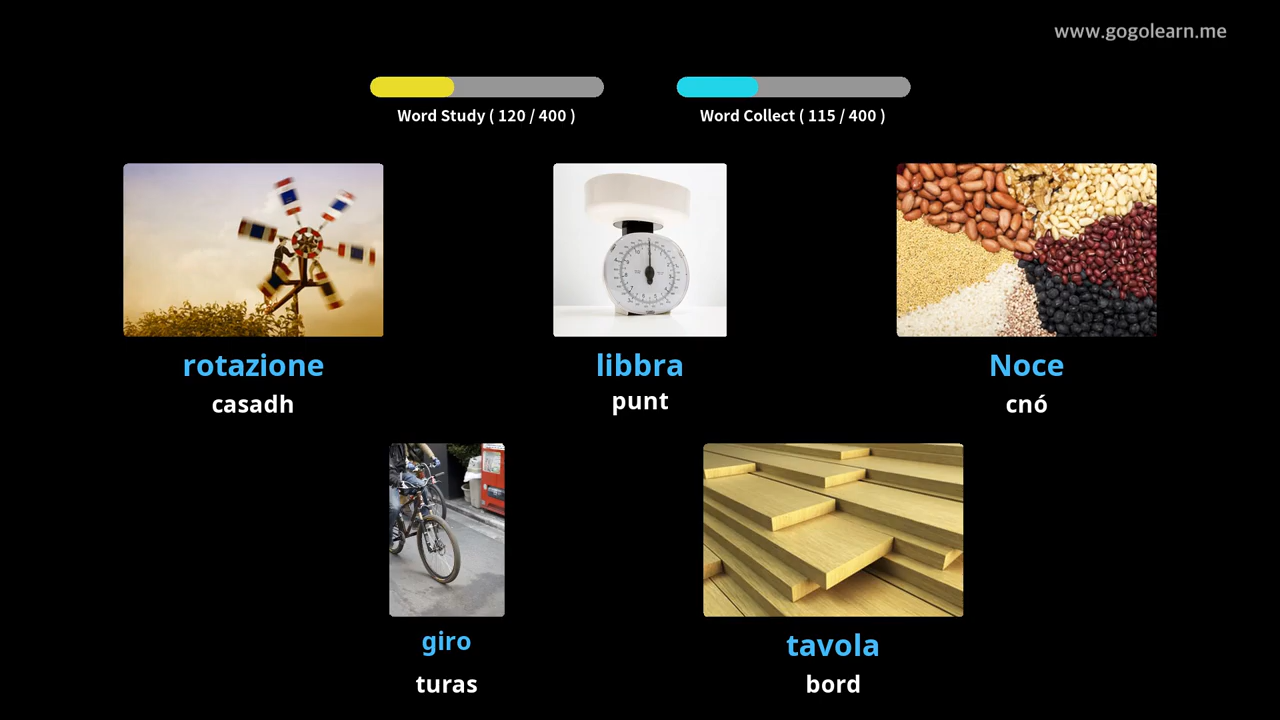 www.gogolearn.me
Word Study ( 120 / 400 )
Word Collect ( 115 / 400 )
rotazione
casadh
libbra
punt
Noce
cnó
giro
turas
tavola
bord